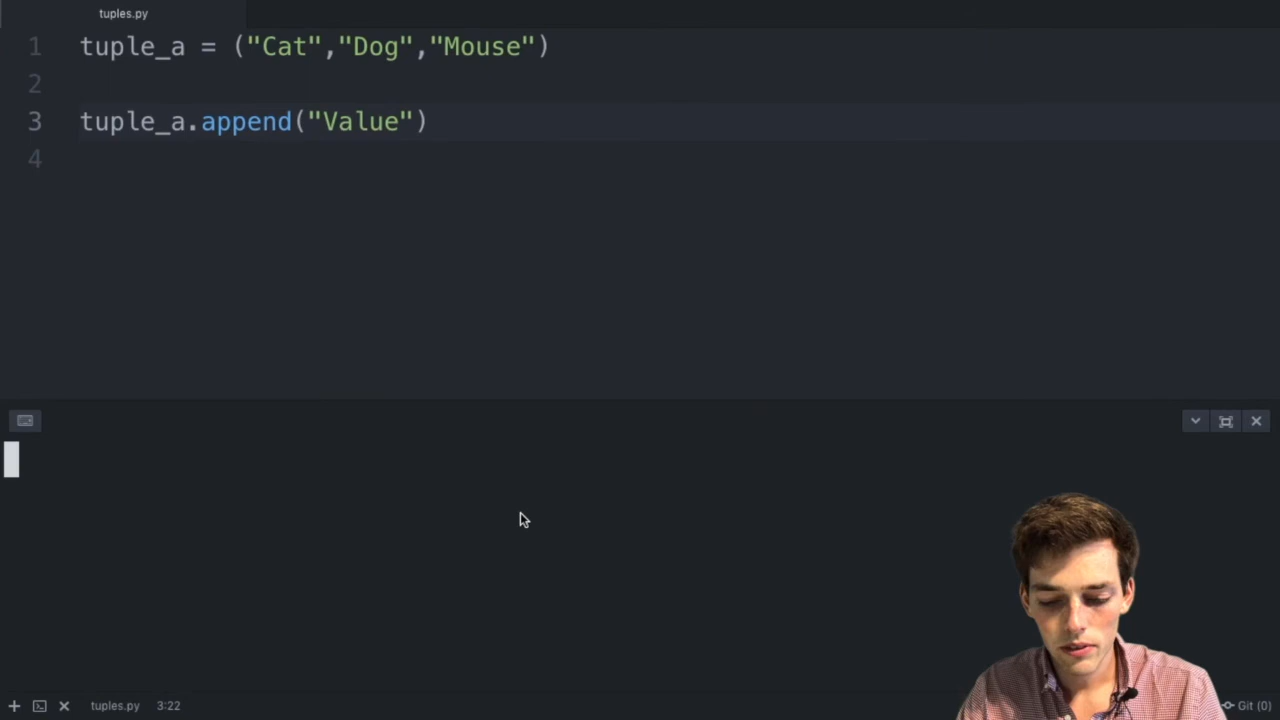 tuples.py
1 tuple_a = ("Cat","Dog","Mouse")
2
3 tuple_a.append("Value")
4
tuples.py 3:22 Git (0)